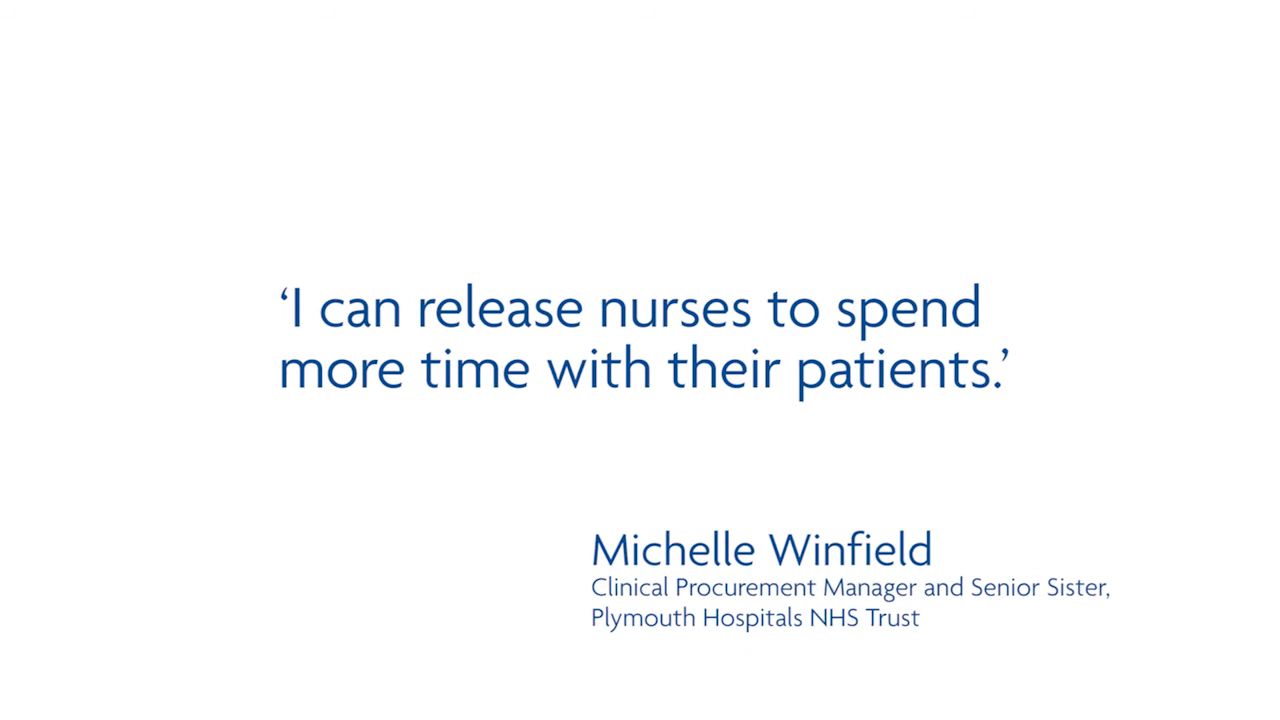 ‘I can release nurses to spend
more time with their patients.’
Michelle Winfield
Clinical Procurement Manager and Senior Sister,
Plymouth Hospitals NHS Trust